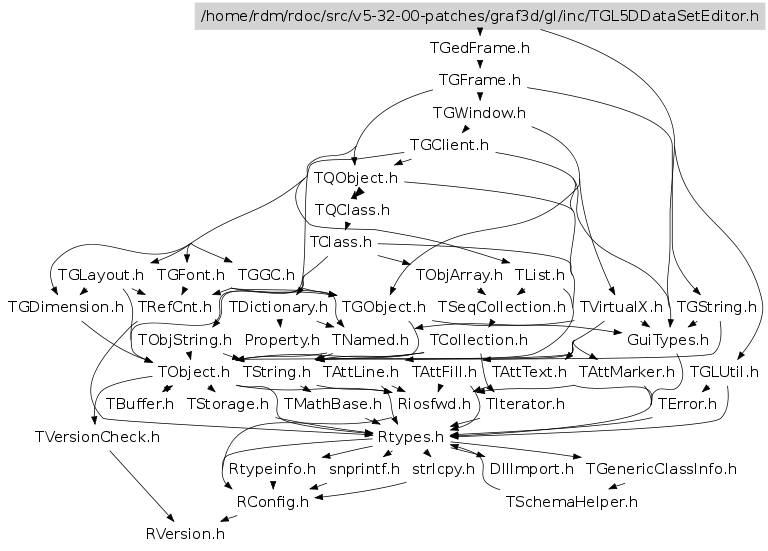 /home/rdm/rdoc/src/v5-32-00-patches/graf3d/gl/inc/TGL5DDataSetEditor.h
TGedFrame.h
TGFrame.h
TGWindow.h
TGClient.h
TQObject.h
TQClass.h
TClass.h
TGLayout.h TGFont.h TGGC.h TObjArray.h TList.h
TGDimension.h TRefCnt.h TDictionary.h TGObject.h TSeqCollection.h TVirtualX.h TGString.h
TObjString.h Property.h TNamed.h TCollection.h GuiTypes.h
TObject.h TString.h TAttLine.h TAttFill.h TAttText.h TAttMarker.h TGLUtil.h
TBuffer.h TStorage.h TMathBase.h Riosfwd.h TIterator.h TError.h
TVersionCheck.h Rtypes.h
Rtypeinfo.h snprintf.h strlcpy.h DllImport.h TGenericClassInfo.h
RConfig.h TSchemaHelper.h
RVersion.h